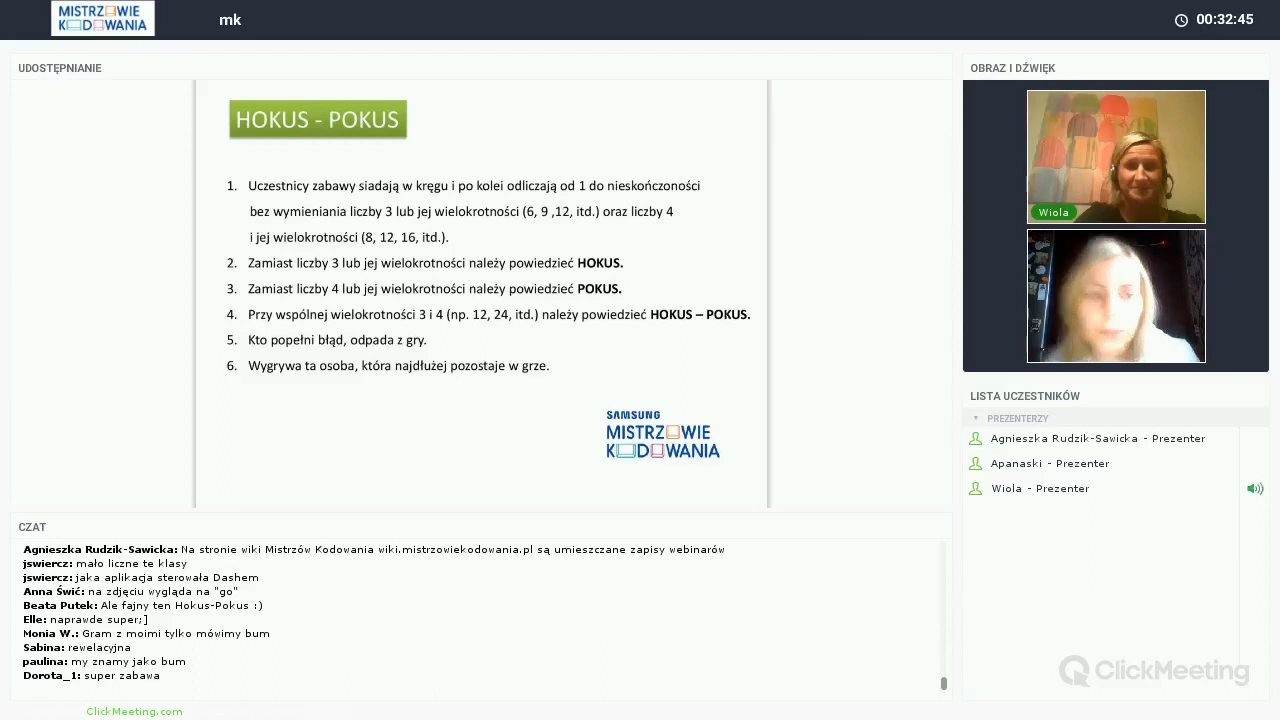 MISTRZOWIE
KODOWANIA
mk
00:32:45
UDOSTĘPNIANIE
HOKUS - POKUS
1. Uczestnicy zabawy siadają w kręgu i po kolei odliczają od 1 do nieskończoności
bez wymieniania liczby 3 lub jej wielokrotności (6, 9 ,12, itd.) oraz liczby 4
i jej wielokrotności (8, 12, 16, itd.).
2. Zamiast liczby 3 lub jej wielokrotności należy powiedzieć HOKUS.
3. Zamiast liczby 4 lub jej wielokrotności należy powiedzieć POKUS.
4. Przy wspólnej wielokrotności 3 i 4 (np. 12, 24, itd.) należy powiedzieć HOKUS – POKUS.
5. Kto popełni błąd, odpada z gry.
6. Wygrywa ta osoba, która najdłużej pozostaje w grze.
SAMSUNG
MISTRZOWIE
KODOWANIA
OBRAZ I DŹWIĘK
Wiola
LISTA UCZESTNIKÓW
PREZENTERZY
Agnieszka Rudzik-Sawicka - Prezenter
Apanaski - Prezenter
Wiola - Prezenter
CZAT
Agnieszka Rudzik-Sawicka: Na stronie wiki Mistrzów Kodowania wiki.mistrzowiekodowania.pl są umieszczane zapisy webinarów
jswiercz: mało liczne te klasy
jswiercz: jaka aplikacja sterowała Dashem
Anna Świć: na zdjęciu wygląda na "go"
Beata Putek: Ale fajny ten Hokus-Pokus :)
Elle: naprawde super;]
Monia W.: Gram z moimi tylko mówimy bum
Sabina: rewelacyjna
paulina: my znamy jako bum
Dorota_1: super zabawa
ClickMeeting
ClickMeeting.com